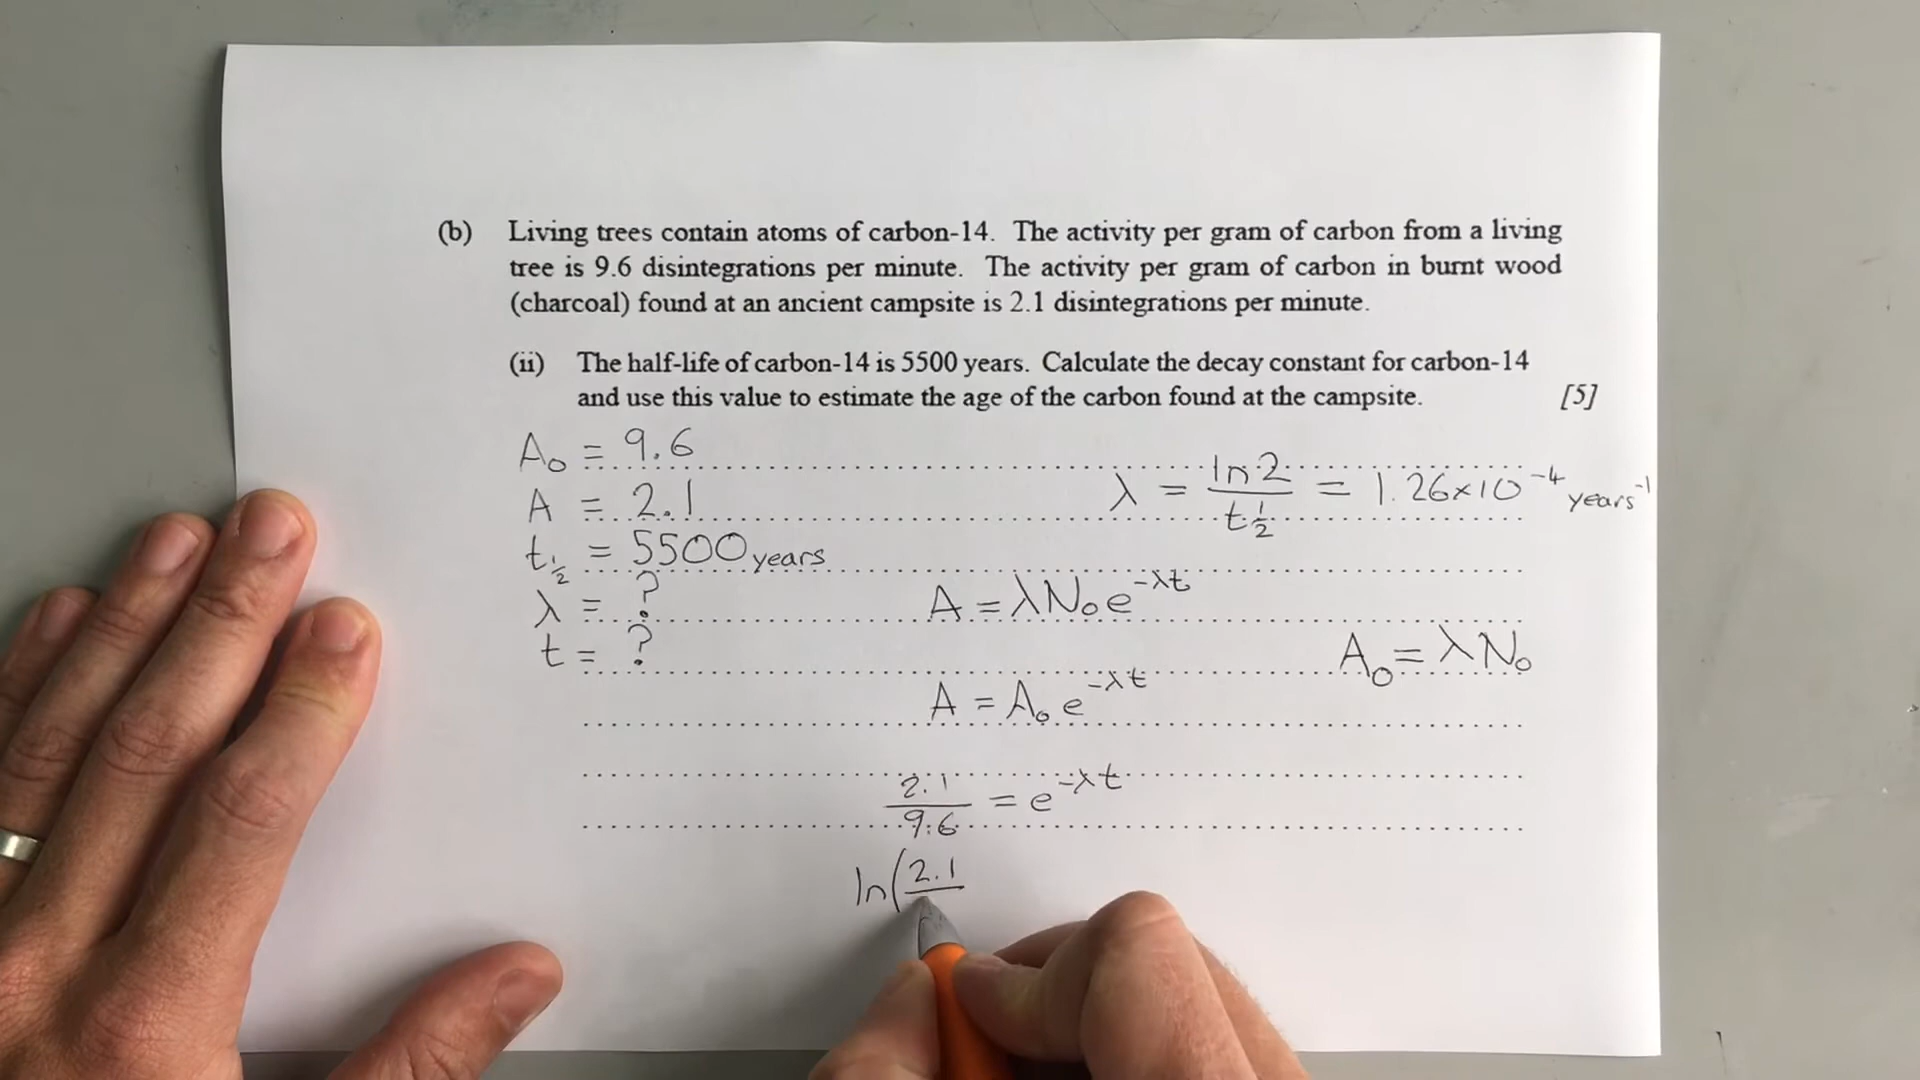 (b) Living trees contain atoms of carbon-14. The activity per gram of carbon from a living
tree is 9.6 disintegrations per minute. The activity per gram of carbon in burnt wood
(charcoal) found at an ancient campsite is 2.1 disintegrations per minute.
(ii) The half-life of carbon-14 is 5500 years. Calculate the decay constant for carbon-14
and use this value to estimate the age of the carbon found at the campsite. [5]
A₀ = 9.6
A = 2.1
t½ = 5500 years
λ = ?
t = ?
λ = ln 2 / t½ = 1.26×10⁻⁴ years⁻¹
A = λN₀e^-λt
A₀ = λN₀
A = A₀e^-λt
2.1 / 9.6 = e^-λt
ln(2.1